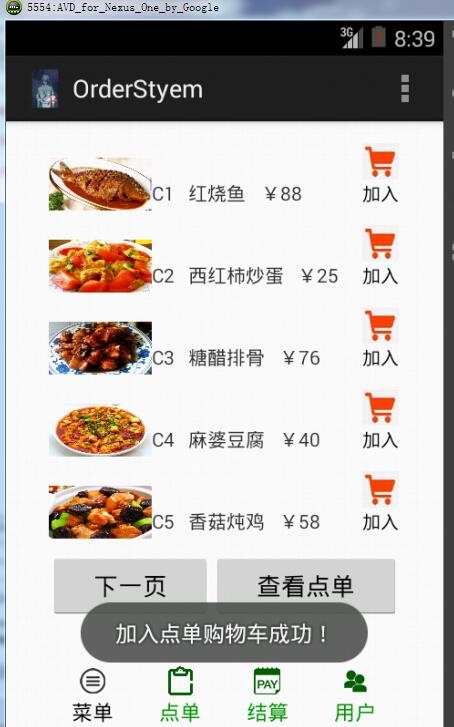 5554:AVD_for_Nexus_One_by_Google
3G 8:39
OrderStyem
C1 红烧鱼 ￥88 加入
C2 西红柿炒蛋 ￥25 加入
C3 糖醋排骨 ￥76 加入
C4 麻婆豆腐 ￥40 加入
C5 香菇炖鸡 ￥58 加入
下一页 查看点单
加入点单购物车成功！
PAY
菜单 点单 结算 用户